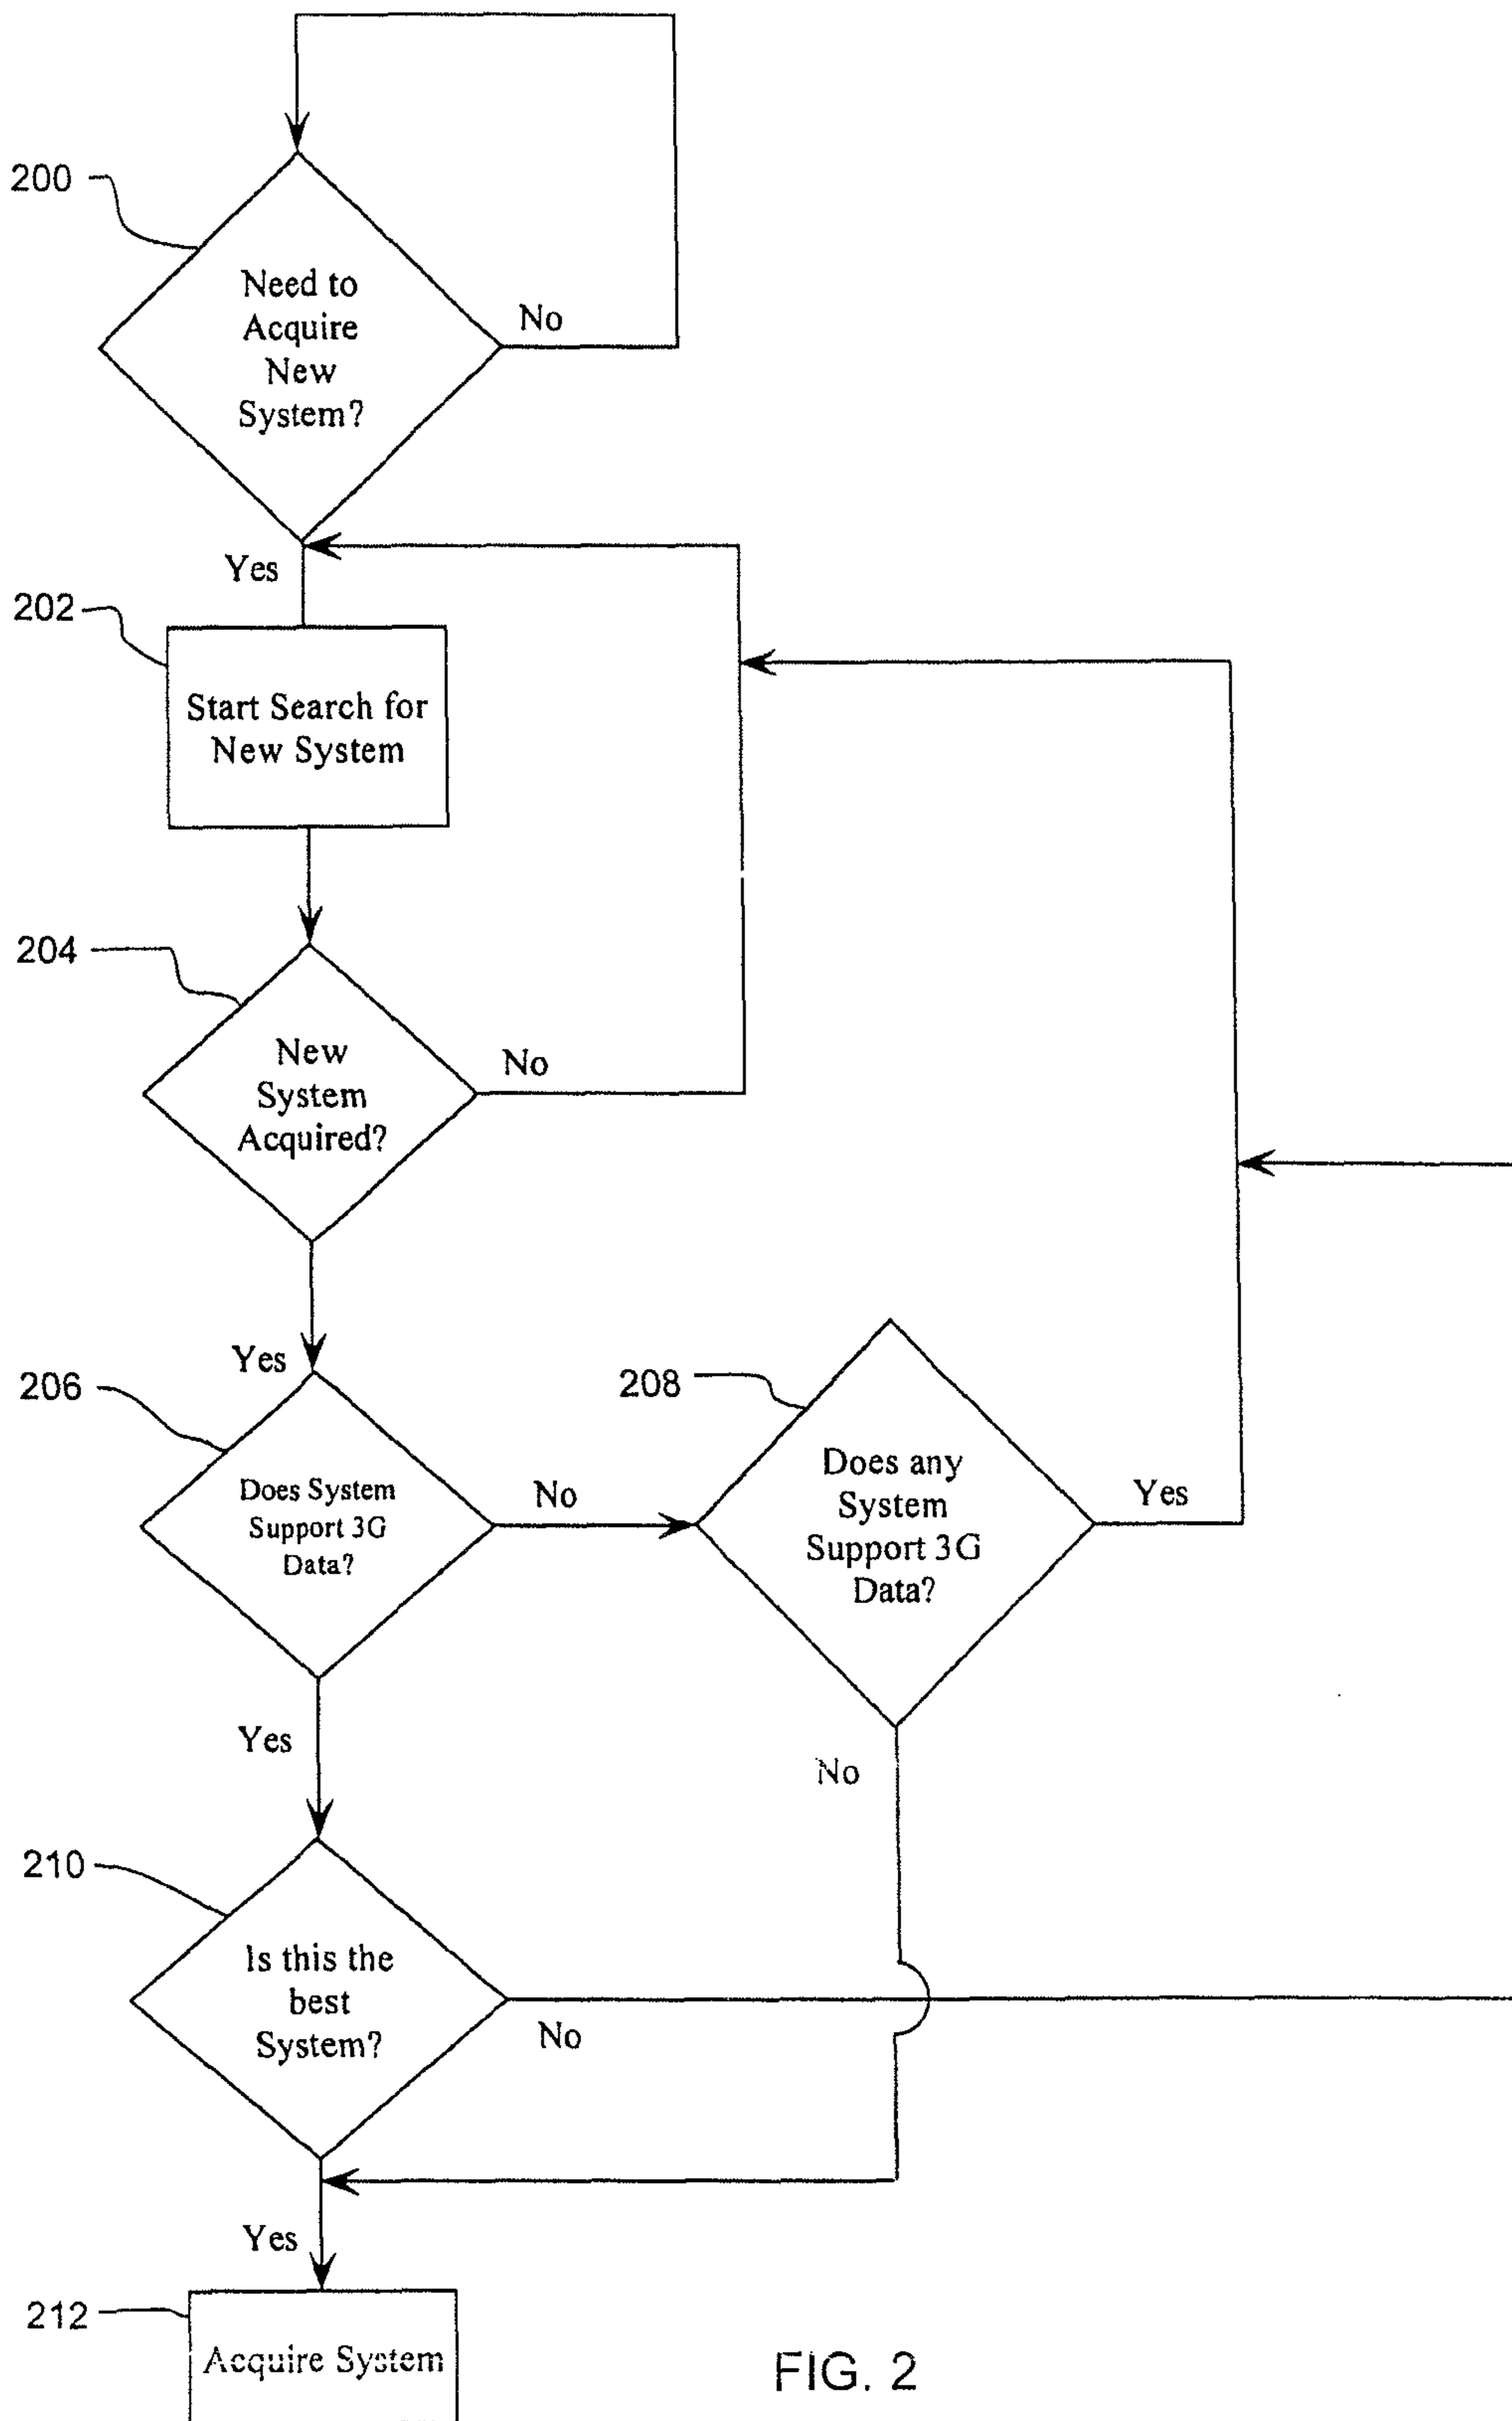 200
Need to
Acquire
New
System?
No
Yes
202
Start Search for
New System
204
New
System
Acquired?
No
Yes
206
Does System
Support 3G
Data?
No
208
Does any
System
Support 3G
Data?
Yes
Yes
No
210
Is this the
best
System?
No
Yes
212
Acquire System
FIG. 2